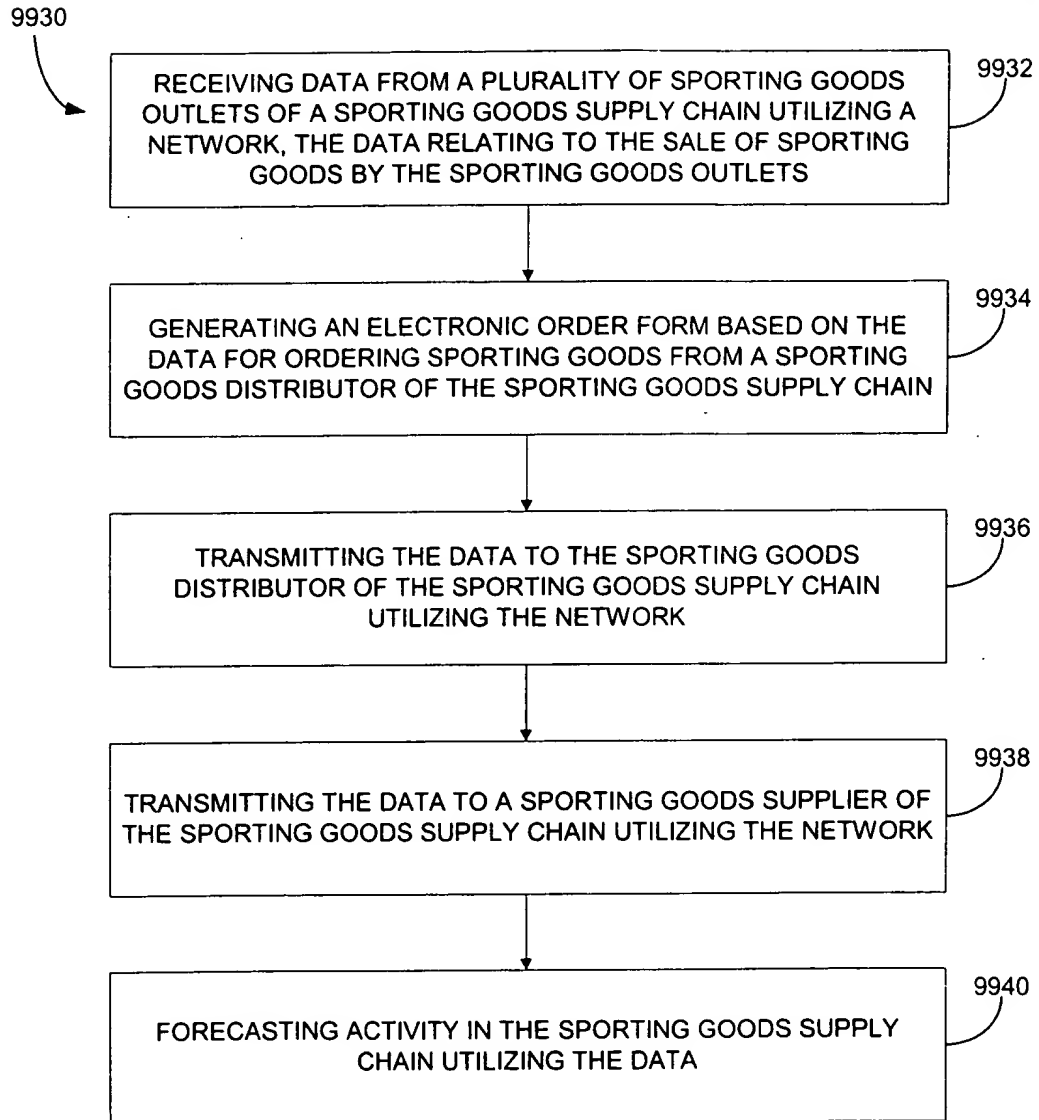 9930
RECEIVING DATA FROM A PLURALITY OF SPORTING GOODS
OUTLETS OF A SPORTING GOODS SUPPLY CHAIN UTILIZING A
NETWORK, THE DATA RELATING TO THE SALE OF SPORTING
GOODS BY THE SPORTING GOODS OUTLETS
9932
GENERATING AN ELECTRONIC ORDER FORM BASED ON THE
DATA FOR ORDERING SPORTING GOODS FROM A SPORTING
GOODS DISTRIBUTOR OF THE SPORTING GOODS SUPPLY CHAIN
9934
TRANSMITTING THE DATA TO THE SPORTING GOODS
DISTRIBUTOR OF THE SPORTING GOODS SUPPLY CHAIN
UTILIZING THE NETWORK
9936
TRANSMITTING THE DATA TO A SPORTING GOODS SUPPLIER OF
THE SPORTING GOODS SUPPLY CHAIN UTILIZING THE NETWORK
9938
FORECASTING ACTIVITY IN THE SPORTING GOODS SUPPLY
CHAIN UTILIZING THE DATA
9940